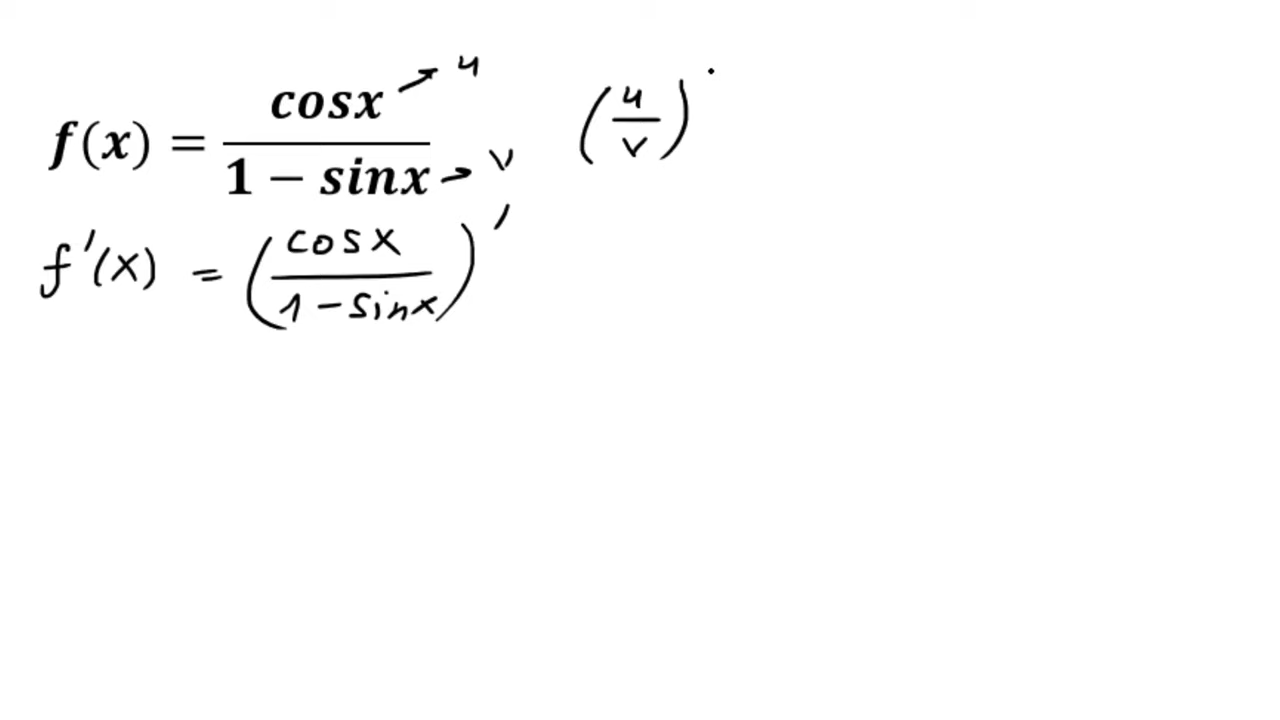 f(x) = cosx / 1 − sinx → u → v (u/v)
f'(x) = (cosx / 1 − sinx)'